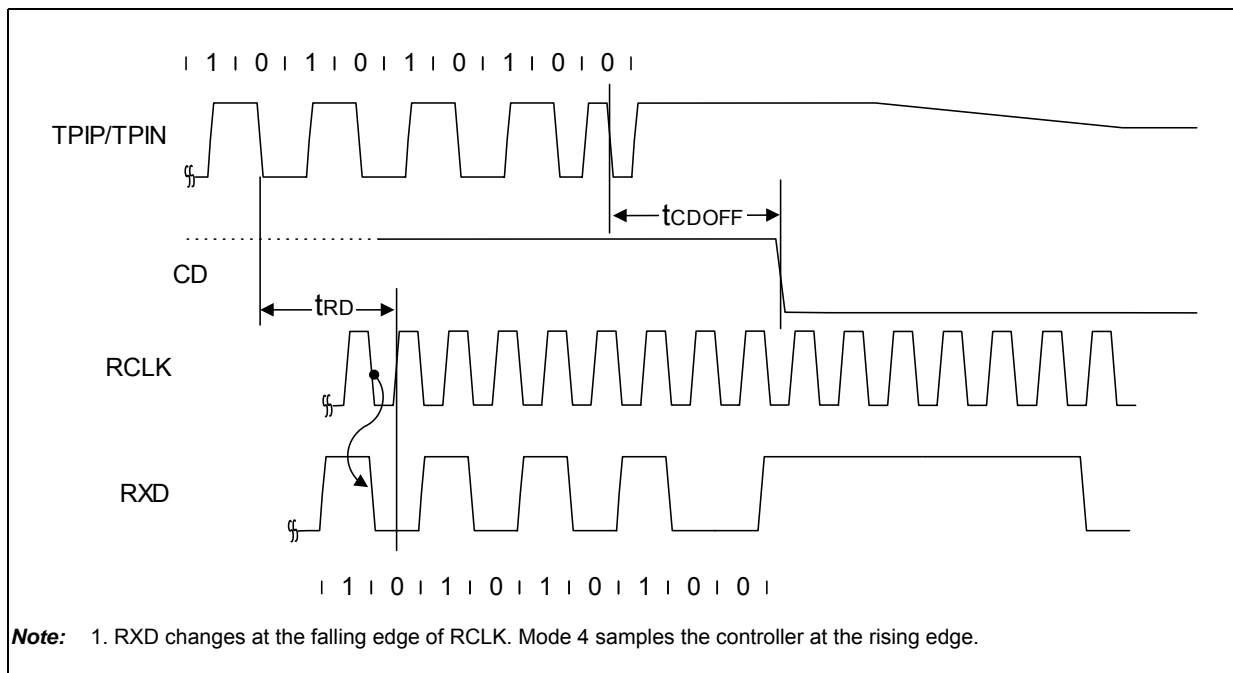 1 0 1 0 1 0 1 0 0
TPIP/TPIN
tCDOFF
CD
tRD
RCLK
RXD
1 0 1 0 1 0 1 0 0
Note: 1. RXD changes at the falling edge of RCLK. Mode 4 samples the controller at the rising edge.